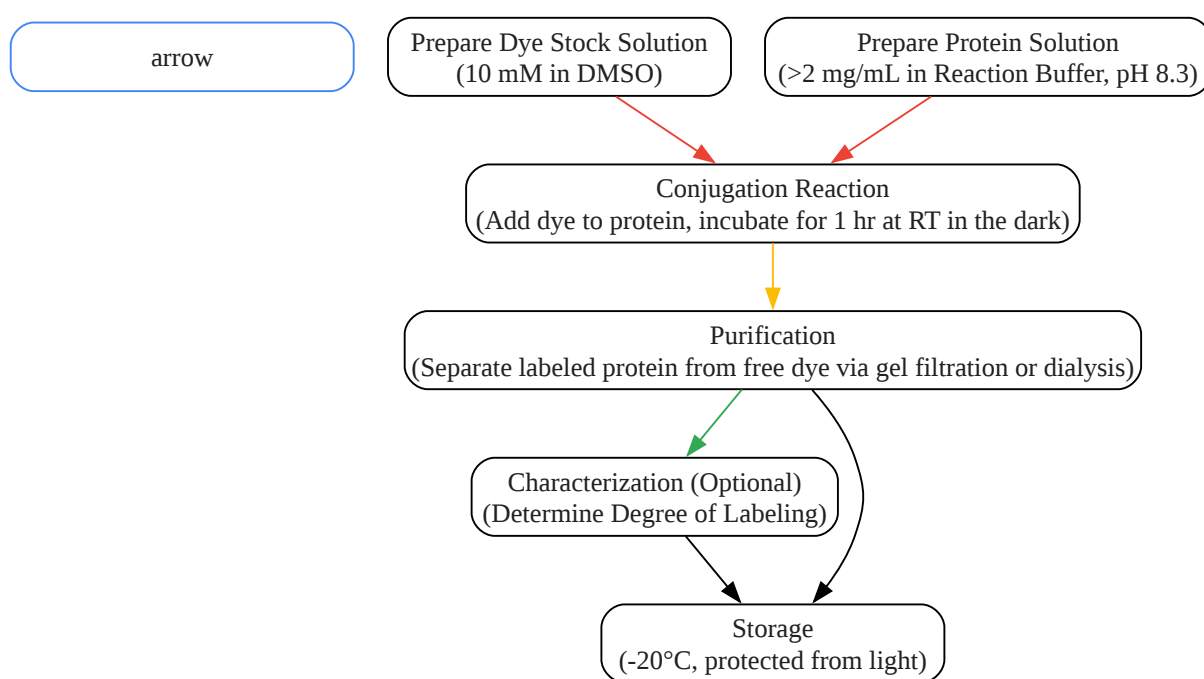 arrow
Prepare Dye Stock Solution
(10 mM in DMSO)
Prepare Protein Solution
(>2 mg/mL in Reaction Buffer, pH 8.3)
Conjugation Reaction
(Add dye to protein, incubate for 1 hr at RT in the dark)
Purification
(Separate labeled protein from free dye via gel filtration or dialysis)
Characterization (Optional)
(Determine Degree of Labeling)
Storage
(-20°C, protected from light)